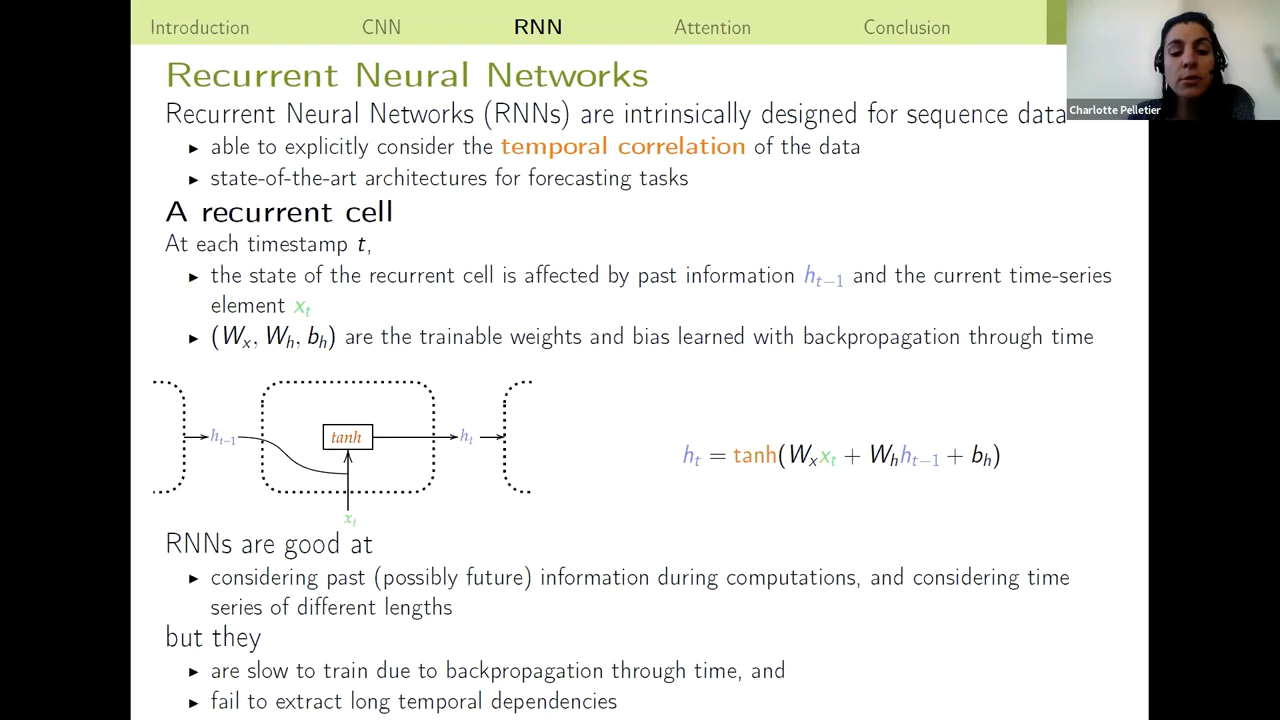 Introduction CNN RNN Attention Conclusion
Charlotte Pelletier
Recurrent Neural Networks
Recurrent Neural Networks (RNNs) are intrinsically designed for sequence data
▶ able to explicitly consider the temporal correlation of the data
▶ state-of-the-art architectures for forecasting tasks
A recurrent cell
At each timestamp t,
▶ the state of the recurrent cell is affected by past information h_{t−1} and the current time-series
element x_t
▶ (W_x, W_h, b_h) are the trainable weights and bias learned with backpropagation through time
h_{t−1} tanh h_t
x_t
h_t = tanh(W_x x_t + W_h h_{t−1} + b_h)
RNNs are good at
▶ considering past (possibly future) information during computations, and considering time
series of different lengths
but they
▶ are slow to train due to backpropagation through time, and
▶ fail to extract long temporal dependencies